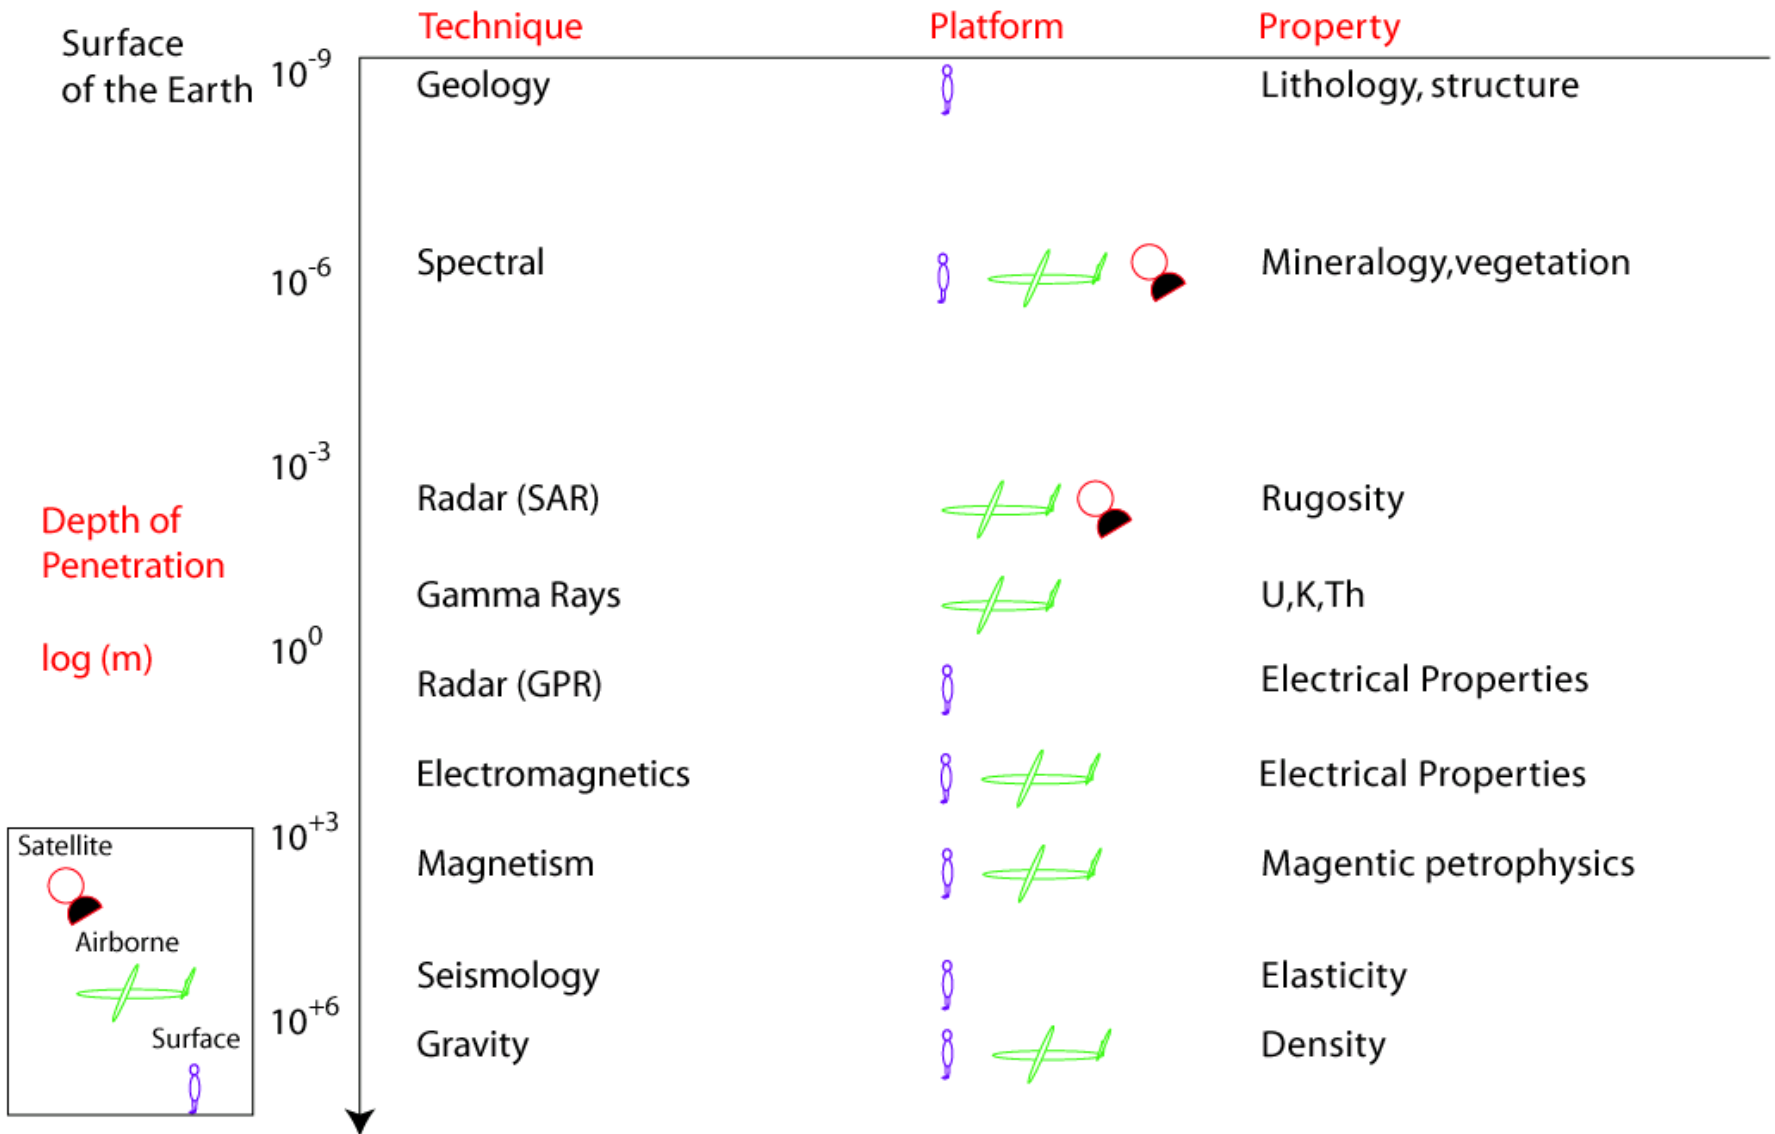 Technique Platform Property
Surface
of the Earth
10-9
Geology Lithology, structure
10-6
Spectral Mineralogy,vegetation
10-3
Radar (SAR) Rugosity
Depth of
Penetration
Gamma Rays U,K,Th
log (m)
100
Radar (GPR) Electrical Properties
Electromagnetics Electrical Properties
10+3
Magnetism Magentic petrophysics
Seismology Elasticity
10+6
Gravity Density
Satellite
Airborne
Surface